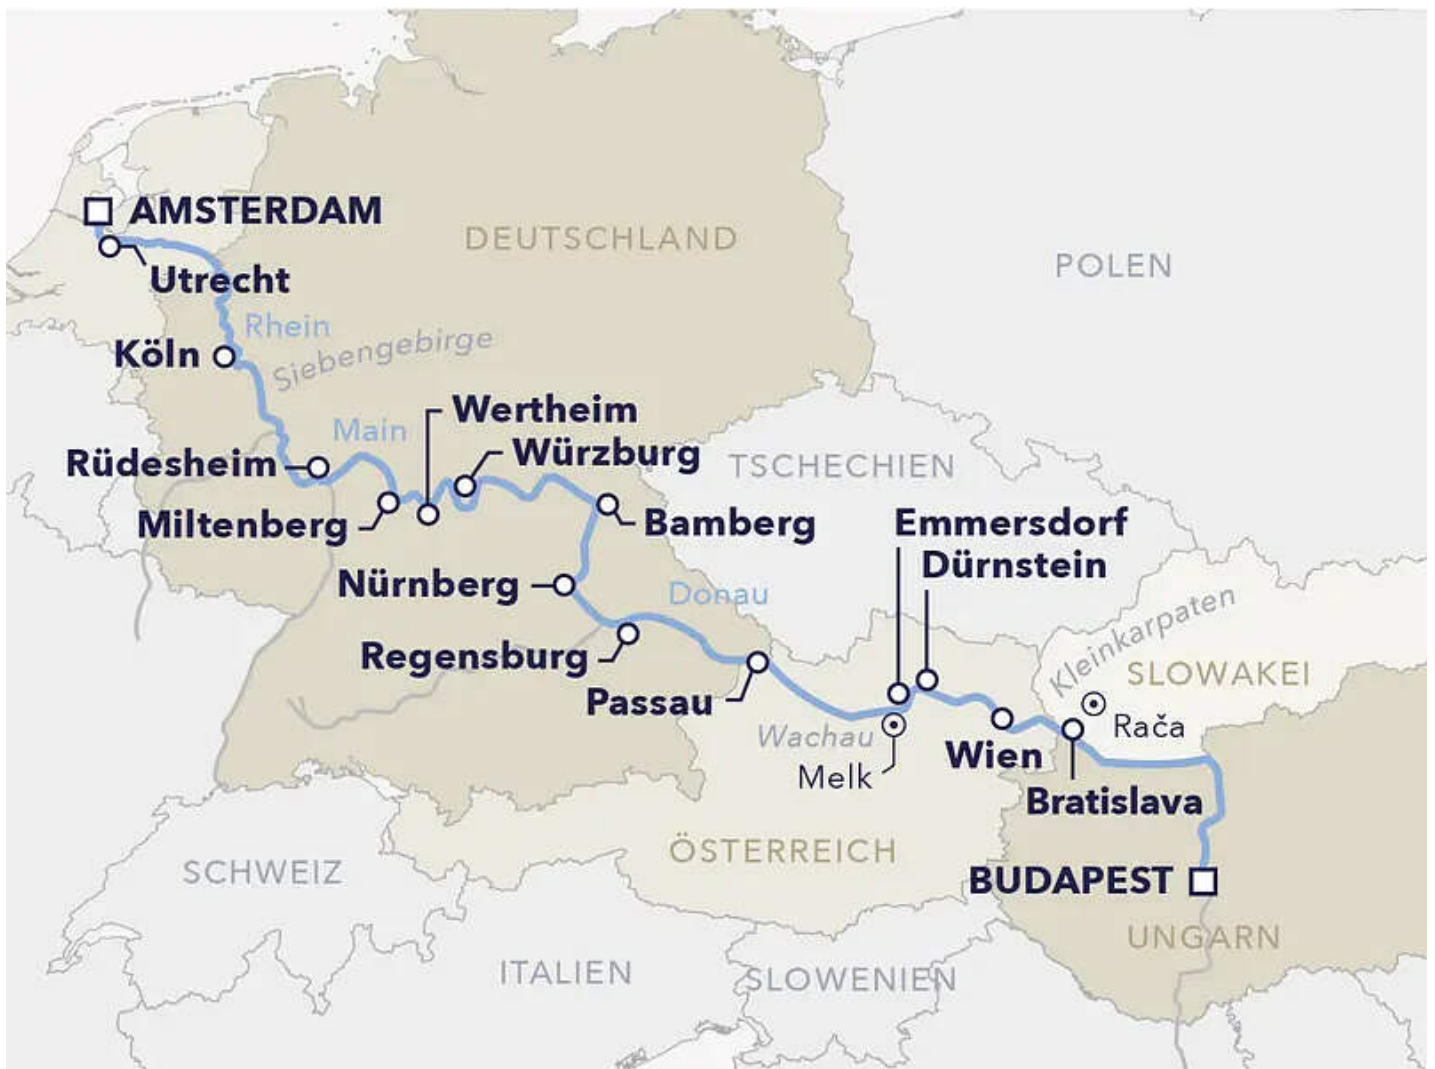 AMSTERDAM
DEUTSCHLAND
POLEN
Utrecht
Rhein
Siebengebirge
Köln
Wertheim
Main
Würzburg
Rüdesheim
TSCHECHIEN
Miltenberg
Bamberg
Emmersdorf
Dürnstein
Nürnberg
Donau
Kleinkarpaten
Regensburg
SLOWAKEI
Passau
Rača
Wachau
Wien
Melk
Bratislava
ÖSTERREICH
SCHWEIZ
BUDAPEST
UNGARN
ITALIEN
SLOWENIEN